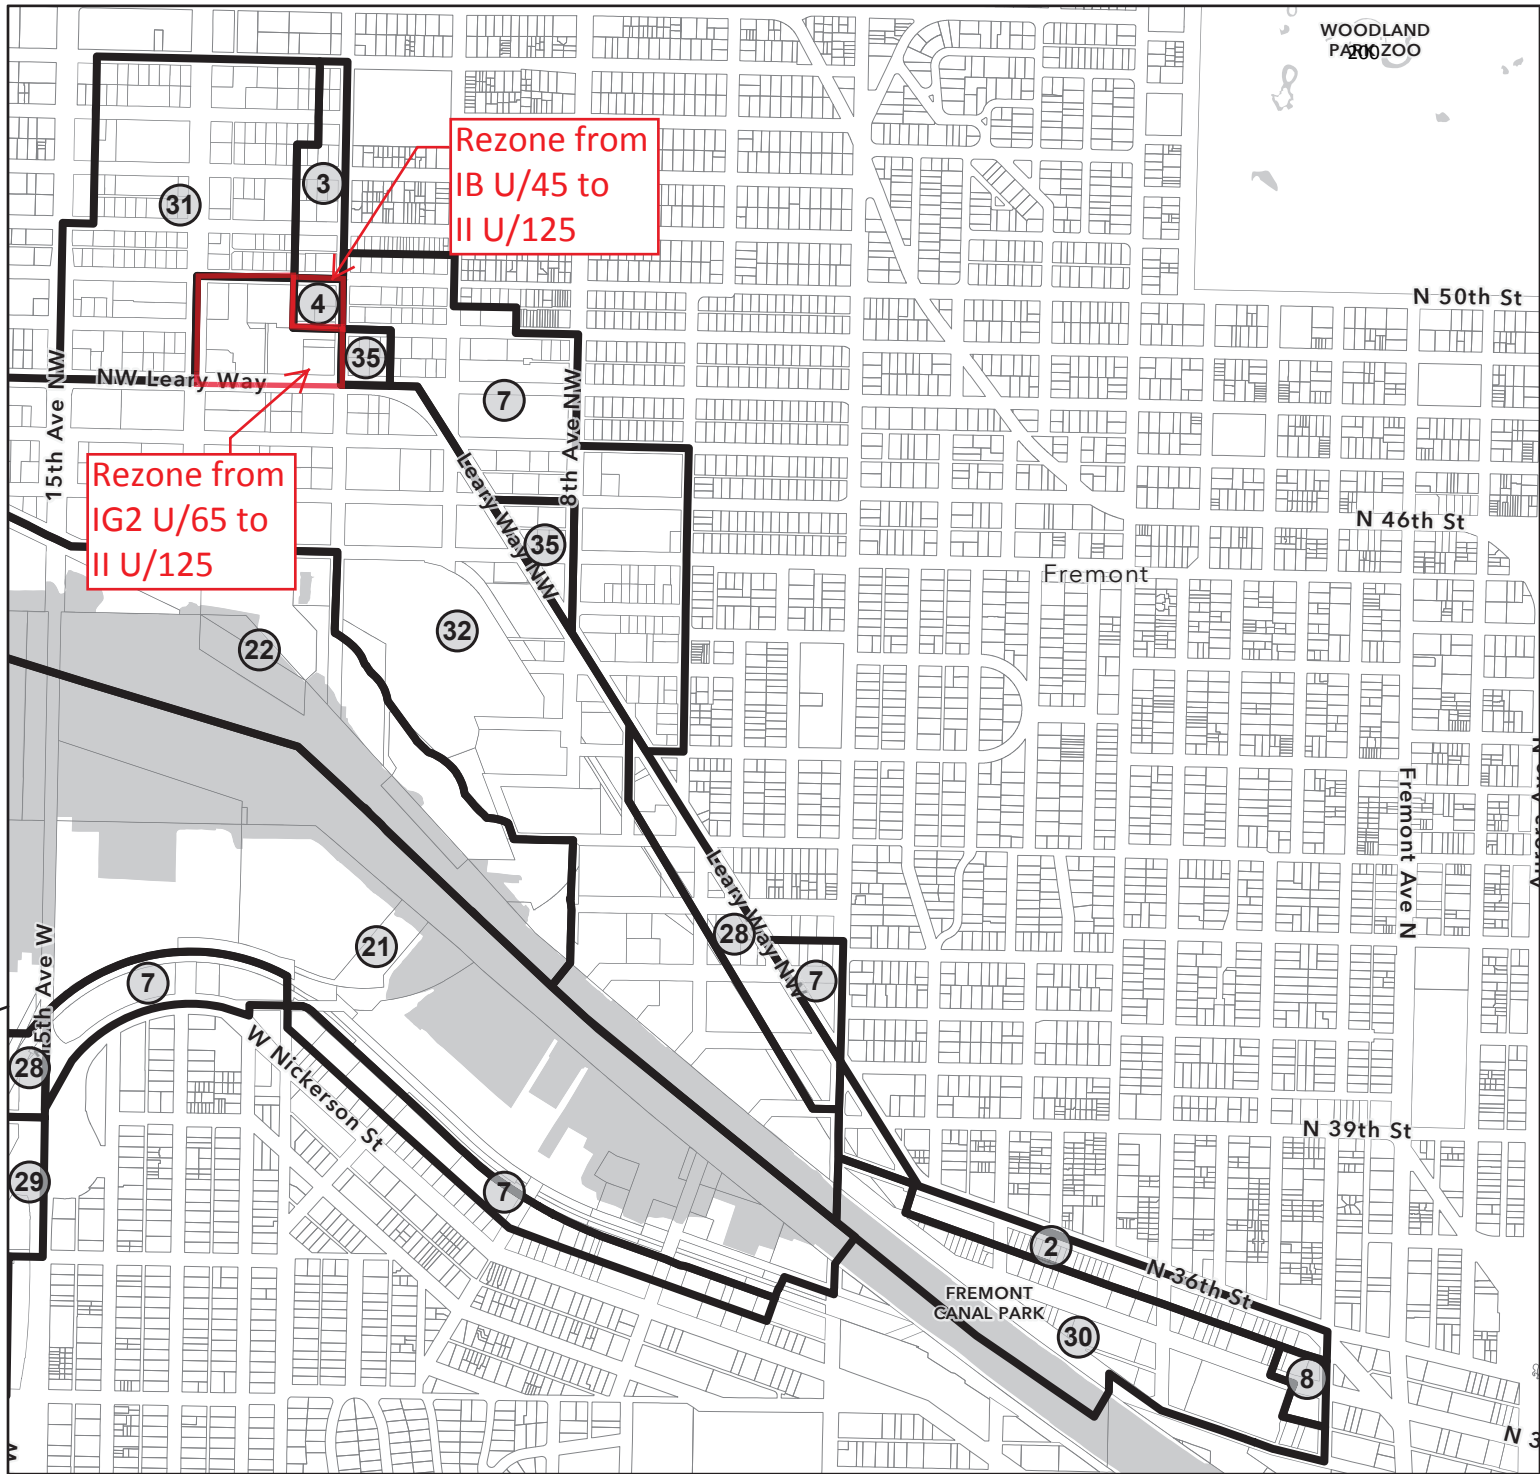 WOODLAND
PARK ZOO
200
Rezone from
IB U/45 to
II U/125
3
31
4
N 50th St
35
NW Leary Way
7
15th Ave NW
8th Ave NW
Leary Way NW
Rezone from
IG2 U/65 to
II U/125
N 46th St
35
Fremont
32
22
Fremont Ave N
Leary Way NW
28
21
7
7
15th Ave W
28
W Nickerson St
N 39th St
29
7
2
N 36th St
FREMONT
CANAL PARK
30
8
N 3
W